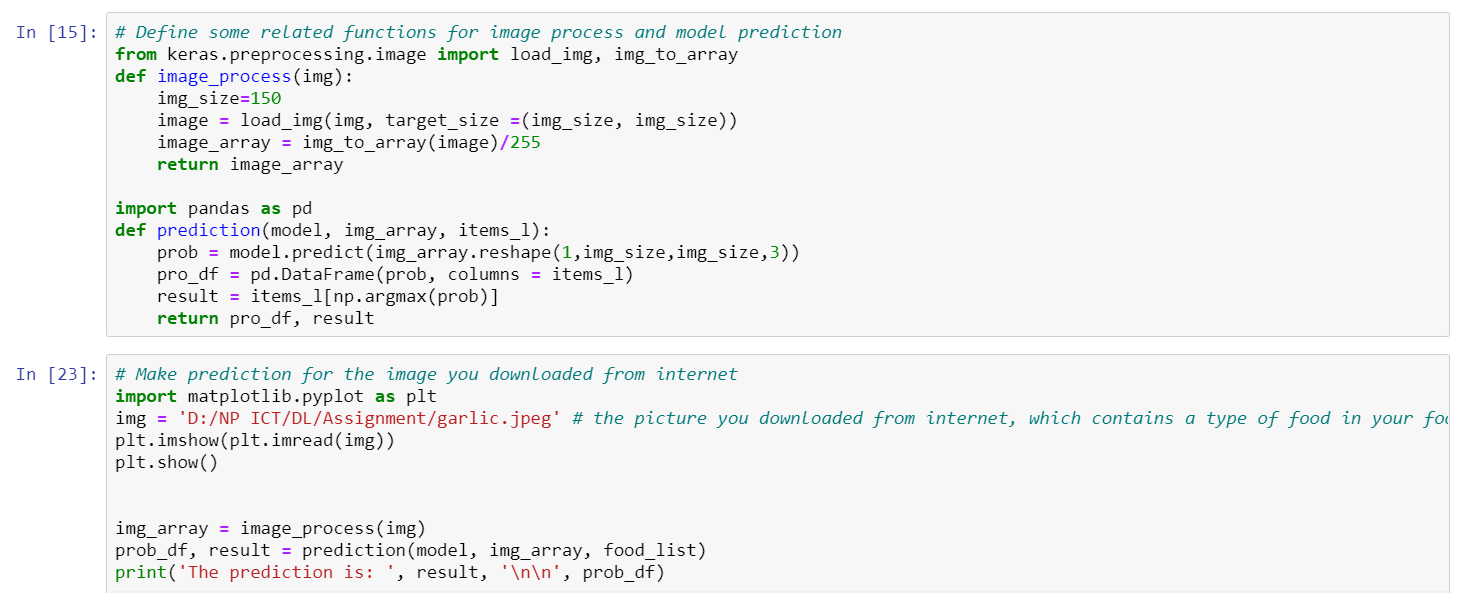 In [15]: # Define some related functions for image process and model prediction
from keras.preprocessing.image import load_img, img_to_array
def image_process(img):
    img_size=150
    image = load_img(img, target_size =(img_size, img_size))
    image_array = img_to_array(image)/255
    return image_array

import pandas as pd
def prediction(model, img_array, items_l):
    prob = model.predict(img_array.reshape(1,img_size,img_size,3))
    pro_df = pd.DataFrame(prob, columns = items_l)
    result = items_l[np.argmax(prob)]
    return pro_df, result

In [23]: # Make prediction for the image you downloaded from internet
import matplotlib.pyplot as plt
img = 'D:/NP ICT/DL/Assignment/garlic.jpeg' # the picture you downloaded from internet, which contains a type of food in your
plt.imshow(plt.imread(img))
plt.show()

img_array = image_process(img)
prob_df, result = prediction(model, img_array, food_list)
print('The prediction is: ', result, '\n\n', prob_df)